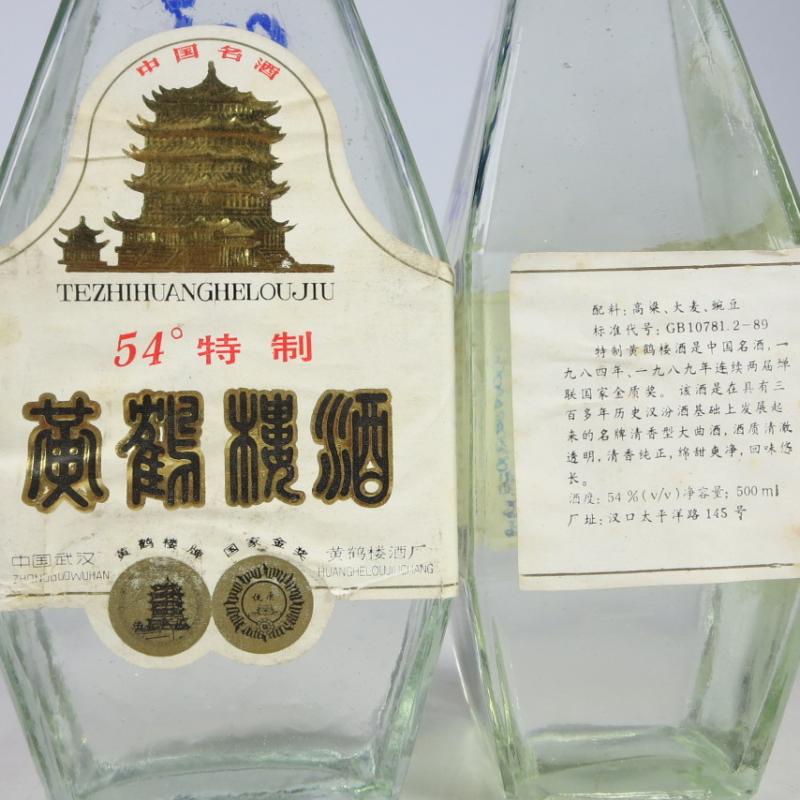 中国名酒
TEZHIHUANGHELOUJIU
54° 特制
黄鹤楼酒
黄鹤楼牌 国家金奖
中国武汉 黄鹤楼酒厂
ZHONGGUOWUHAN HUANGHELOUJIUCHANG
配料:高粱、大麦、豌豆
标准代号:GB10781.2-89
特制黄鹤楼酒是中国名酒,一
九八四年、一九八九年连续两届蝉
联国家金质奖。该酒是在具有三
百多年历史汉汾酒基础上发展起
来的名牌清香型大曲酒,酒质清澈
透明,清香纯正,绵甜爽净,回味悠
长。
酒度:54%(v/v)净容量:500ml
厂址:汉口太平洋路145号